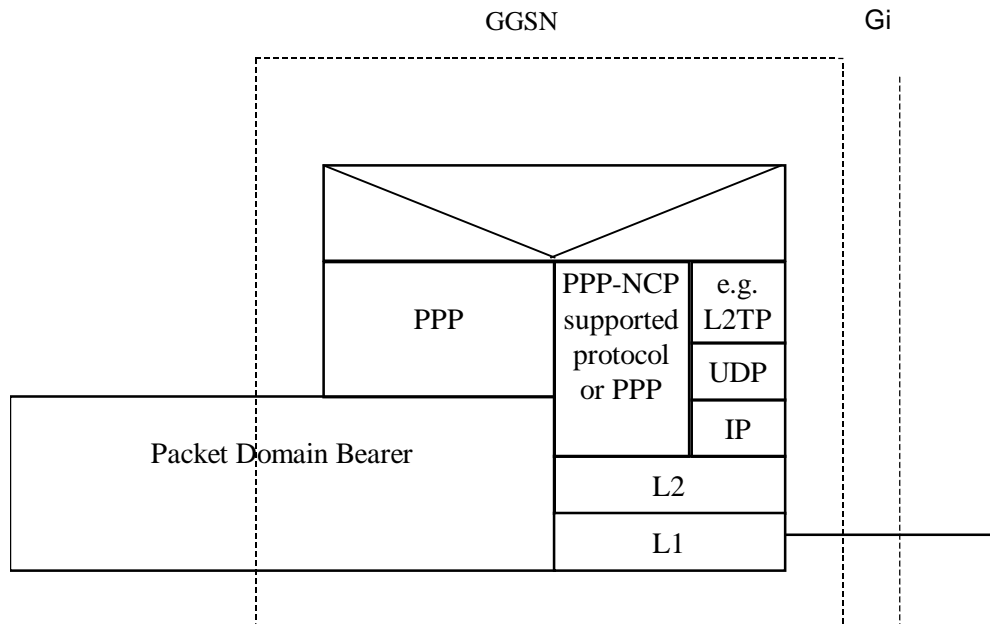 GGSN
Gi
PPP
PPP-NCP
supported
protocol
or PPP
e.g.
L2TP
UDP
IP
Packet Domain Bearer
L2
L1